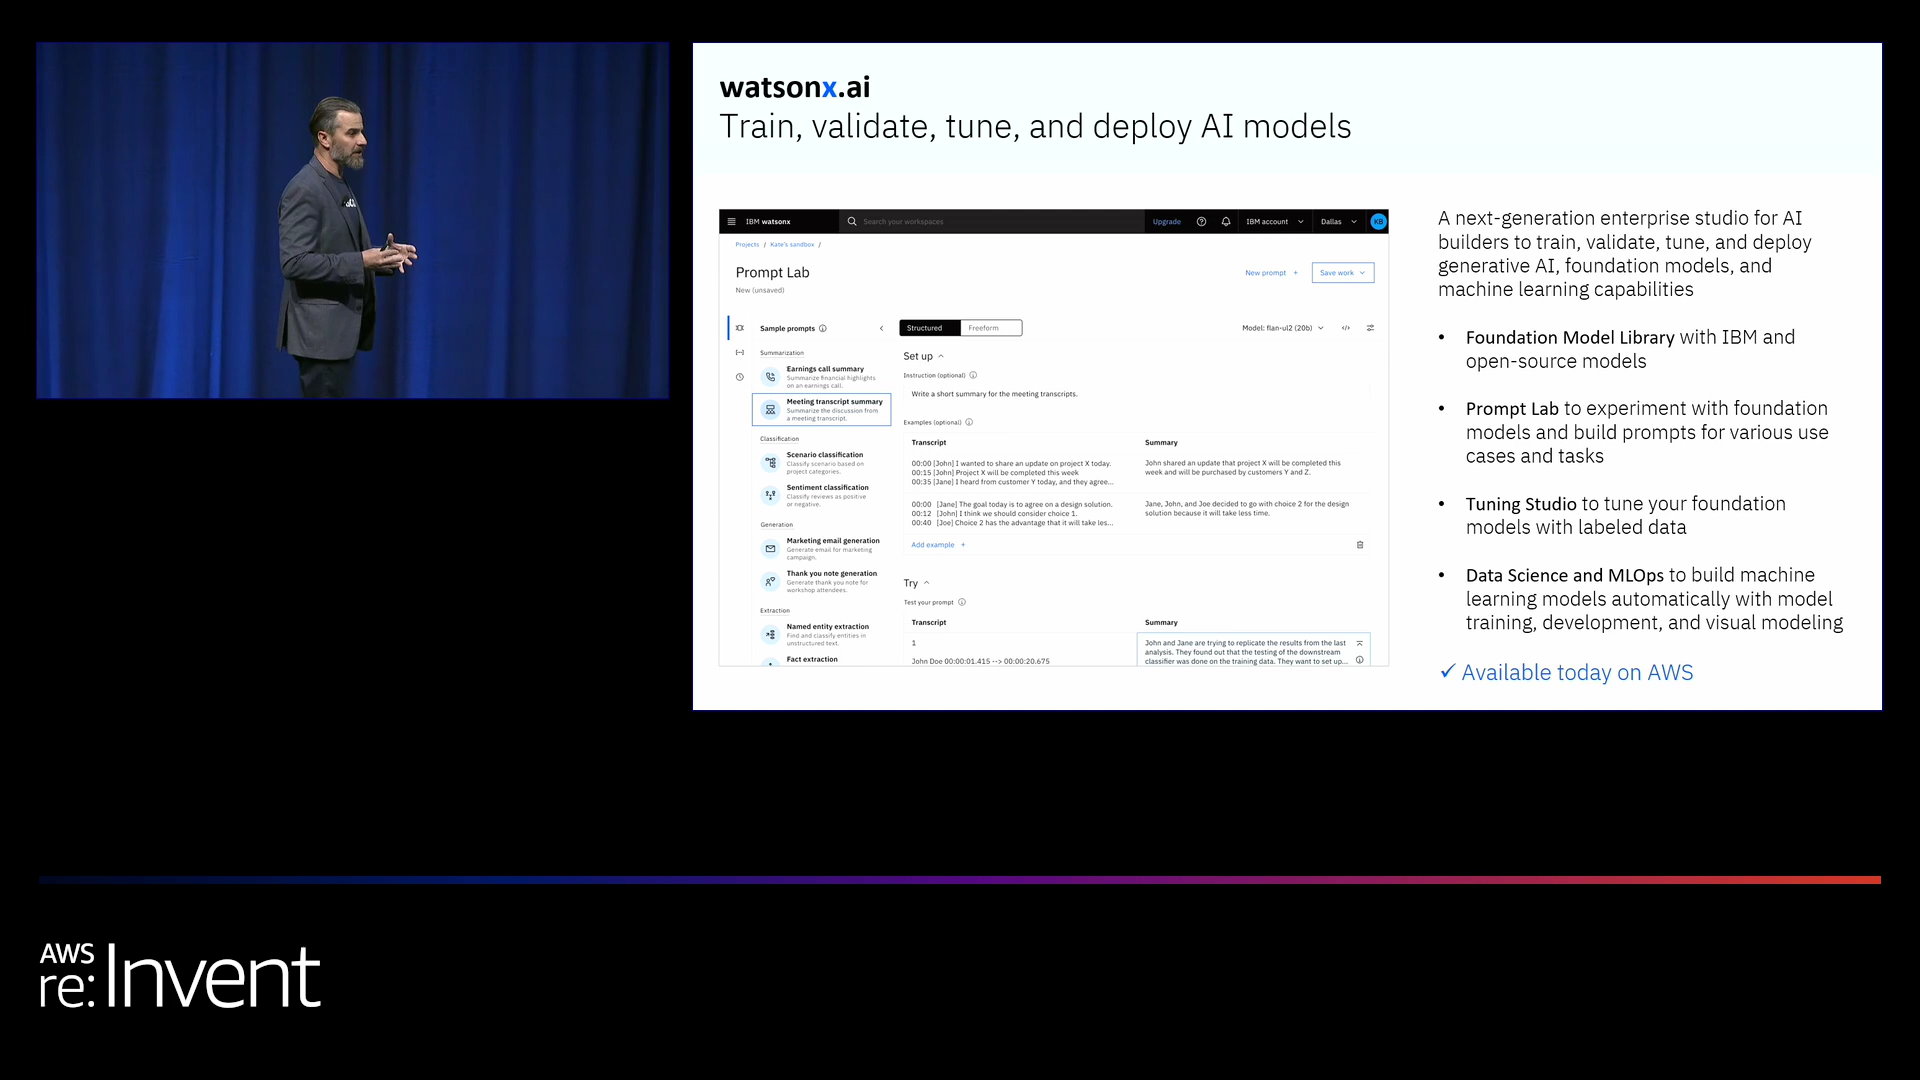 watsonx.ai
Train, validate, tune, and deploy AI models
IBM watsonx
Search your workspaces
Upgrade
IBM account
Dallas
KB
Projects / Kate's sandbox /
Prompt Lab
New (unsaved)
New prompt +
Save work
Sample prompts
Structured
Freeform
Model: flan-ul2 (20b)
</>
Summarization
Earnings call summary
Summarize financial highlights
on an earnings call.
Meeting transcript summary
Summarize the discussion from
a meeting transcript.
Classification
Scenario classification
Classify scenario based on
project categories.
Sentiment classification
Classify reviews as positive
or negative.
Generation
Marketing email generation
Generate email for marketing
campaign.
Thank you note generation
Generate thank you note for
workshop attendees.
Extraction
Named entity extraction
Find and classify entities in
unstructured text.
Fact extraction
Set up
Instruction (optional)
Write a short summary for the meeting transcripts.
Examples (optional)
Transcript
Summary
00:00 [John] I wanted to share an update on project X today.
00:15 [John] Project X will be completed this week
00:35 [Jane] I heard from customer Y today, and they agree...
John shared an update that project X will be completed this
week and will be purchased by customers Y and Z.
00:00 [Jane] The goal today is to agree on a design solution.
00:12 [John] I think we should consider choice 1.
00:40 [Joe] Choice 2 has the advantage that it will take les...
Jane, John, and Joe decided to go with choice 2 for the design
solution because it will take less time.
Add example +
Try
Test your prompt
Transcript
Summary
1
John Doe 00:00:01.415 --> 00:00:20.675
John and Jane are trying to replicate the results from the last
analysis. They found out that the testing of the downstream
classifier was done on the training data. They want to set up...
A next-generation enterprise studio for AI
builders to train, validate, tune, and deploy
generative AI, foundation models, and
machine learning capabilities
• Foundation Model Library with IBM and
open-source models
• Prompt Lab to experiment with foundation
models and build prompts for various use
cases and tasks
• Tuning Studio to tune your foundation
models with labeled data
• Data Science and MLOps to build machine
learning models automatically with model
training, development, and visual modeling
✓ Available today on AWS
AWS
re:Invent